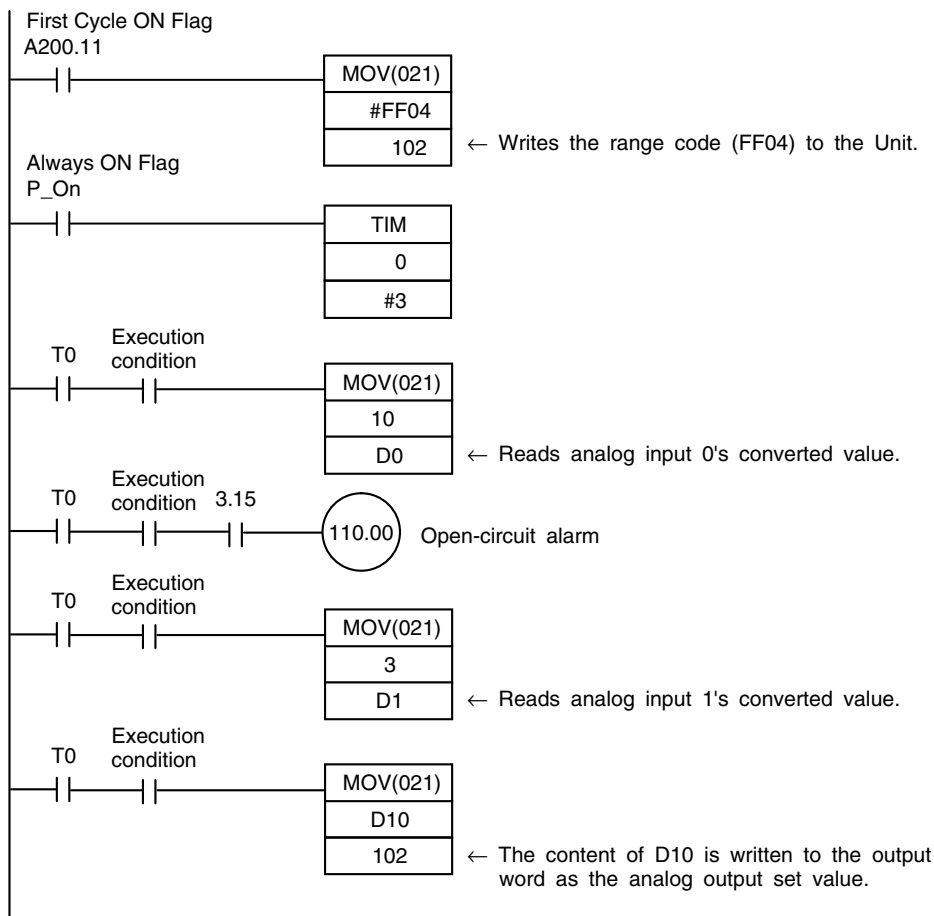 First Cycle ON Flag
A200.11
MOV(021)
#FF04
102
← Writes the range code (FF04) to the Unit.
Always ON Flag
P_On
TIM
0
#3
T0
Execution
condition
MOV(021)
10
D0
← Reads analog input 0's converted value.
T0
Execution
condition
3.15
110.00
Open-circuit alarm
T0
Execution
condition
MOV(021)
3
D1
← Reads analog input 1's converted value.
T0
Execution
condition
MOV(021)
D10
102
← The content of D10 is written to the output
word as the analog output set value.